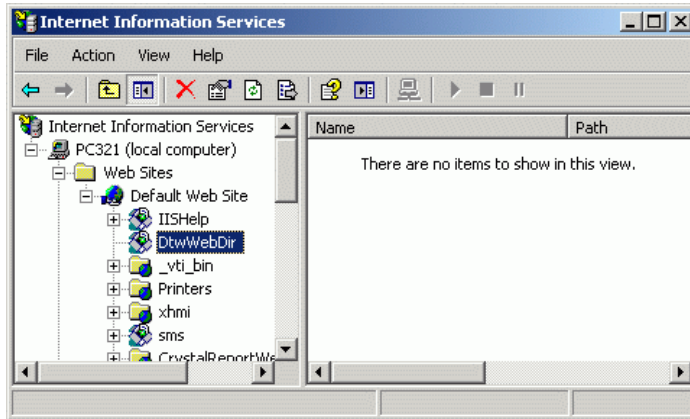 Internet Information Services
File Action View Help
Internet Information Services
PC321 (local computer)
Web Sites
Default Web Site
IISHelp
DtwWebDir
_vti_bin
Printers
xhmi
sms
CrystalReportWe
Name Path
There are no items to show in this view.